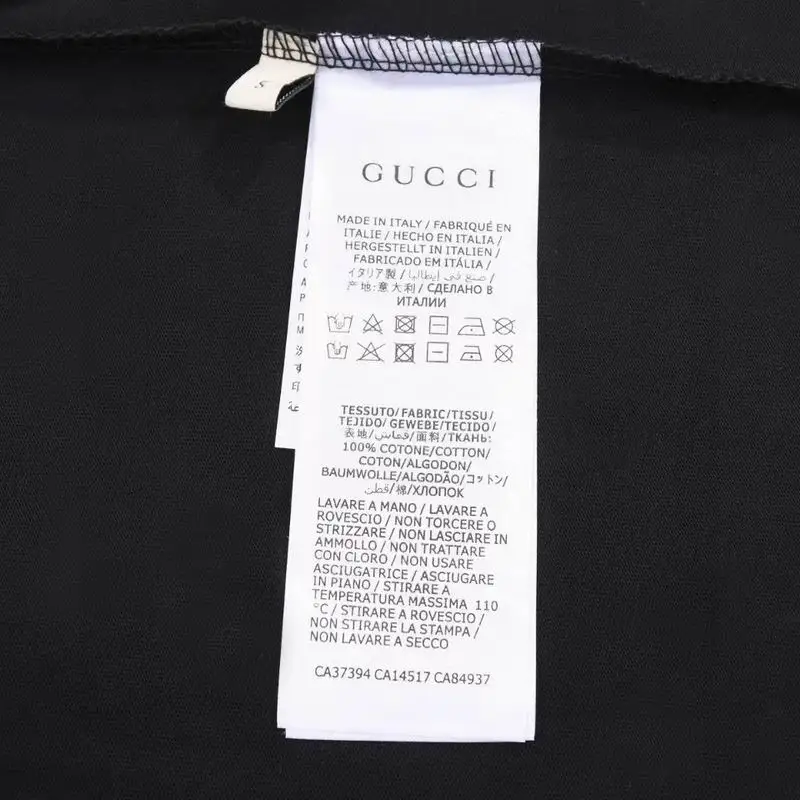 S
GUCCI
MADE IN ITALY / FABRIQUÉ EN
ITALIE / HECHO EN ITALIA /
HERGESTELLT IN ITALIEN /
FABRICADO EM ITÁLIA /
イタリア製 / صنع في إيطاليا /
产地:意大利 / СДЕЛАНО В
ИТАЛИИ
TESSUTO/FABRIC/TISSU/
TEJIDO/ GEWEBE/TECIDO/
表地/قماش/面料/ТКАНЬ:
100% COTONE/COTTON/
COTON/ALGODON/
BAUMWOLLE/ALGODÃO/コットン/
قطن/棉/ХЛОПОК
LAVARE A MANO / LAVARE A
ROVESCIO / NON TORCERE O
STRIZZARE / NON LASCIARE IN
AMMOLLO / NON TRATTARE
CON CLORO / NON USARE
ASCIUGATRICE / ASCIUGARE
IN PIANO / STIRARE A
TEMPERATURA MASSIMA 110
°C / STIRARE A ROVESCIO /
NON STIRARE LA STAMPA /
NON LAVARE A SECCO
CA37394 CA14517 CA84937